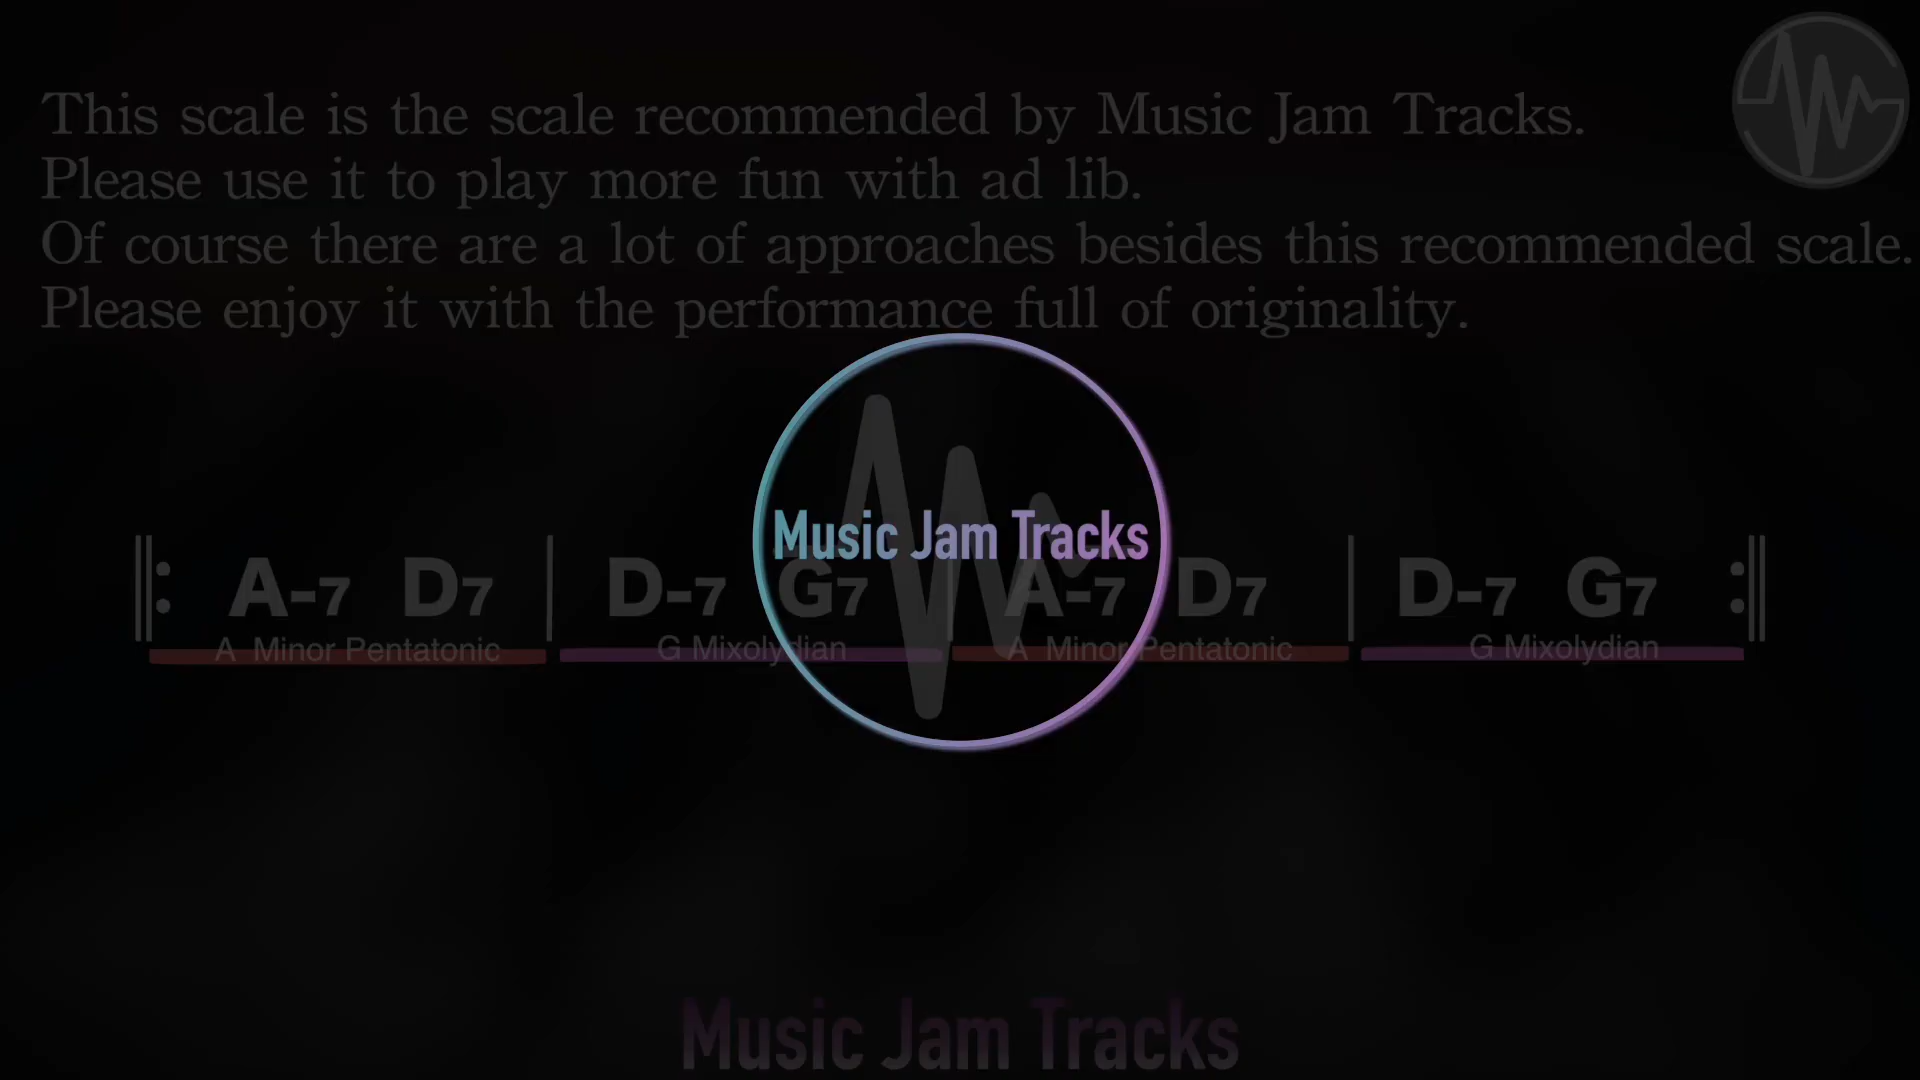 This scale is the scale recommended by Music Jam Tracks.
Please use it to play more fun with ad lib.
Of course there are a lot of approaches besides this recommended scale.
Please enjoy it with the performance full of originality.
Music Jam Tracks
A-7 D7 D-7 G7 A-7 D7 D-7 G7
A Minor Pentatonic G Mixolydian A Minor Pentatonic G Mixolydian
Music Jam Tracks